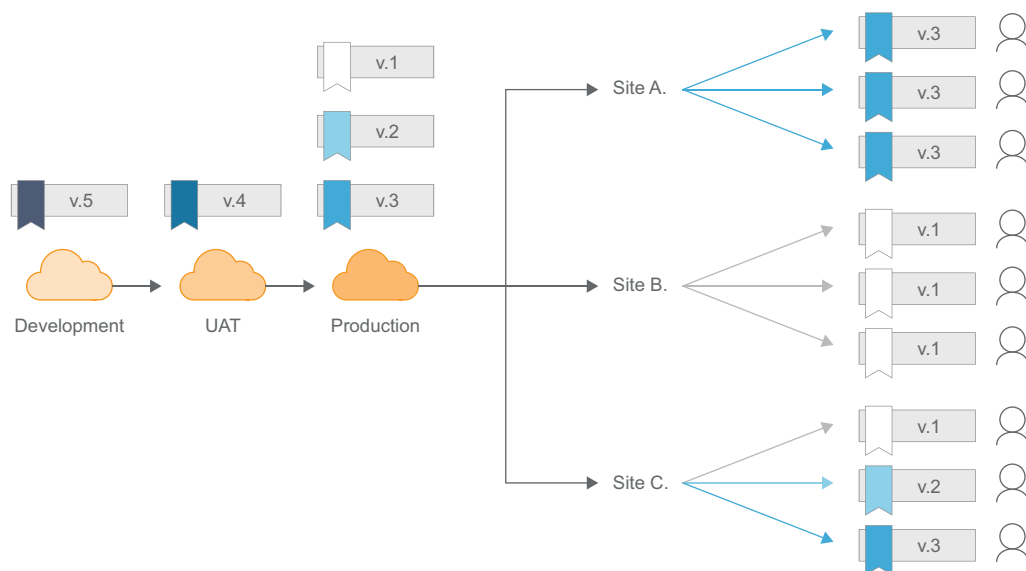 v.1
v.2
v.5
v.4
v.3
Development
UAT
Production
Site A.
v.3
v.3
v.3
Site B.
v.1
v.1
v.1
Site C.
v.1
v.2
v.3